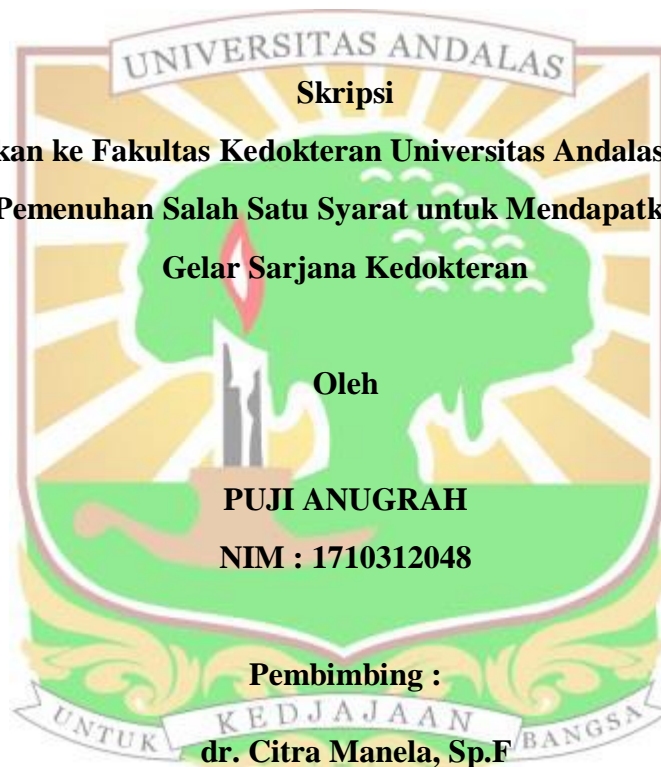 UNIVERSITAS ANDALAS
Skripsi
kan ke Fakultas Kedokteran Universitas Andalas
Pemenuhan Salah Satu Syarat untuk Mendapatk
Gelar Sarjana Kedokteran
Oleh
PUJI ANUGRAH
NIM : 1710312048
Pembimbing :
UNTUK KEDJAJAAN BANGSA
dr. Citra Manela, Sp.F